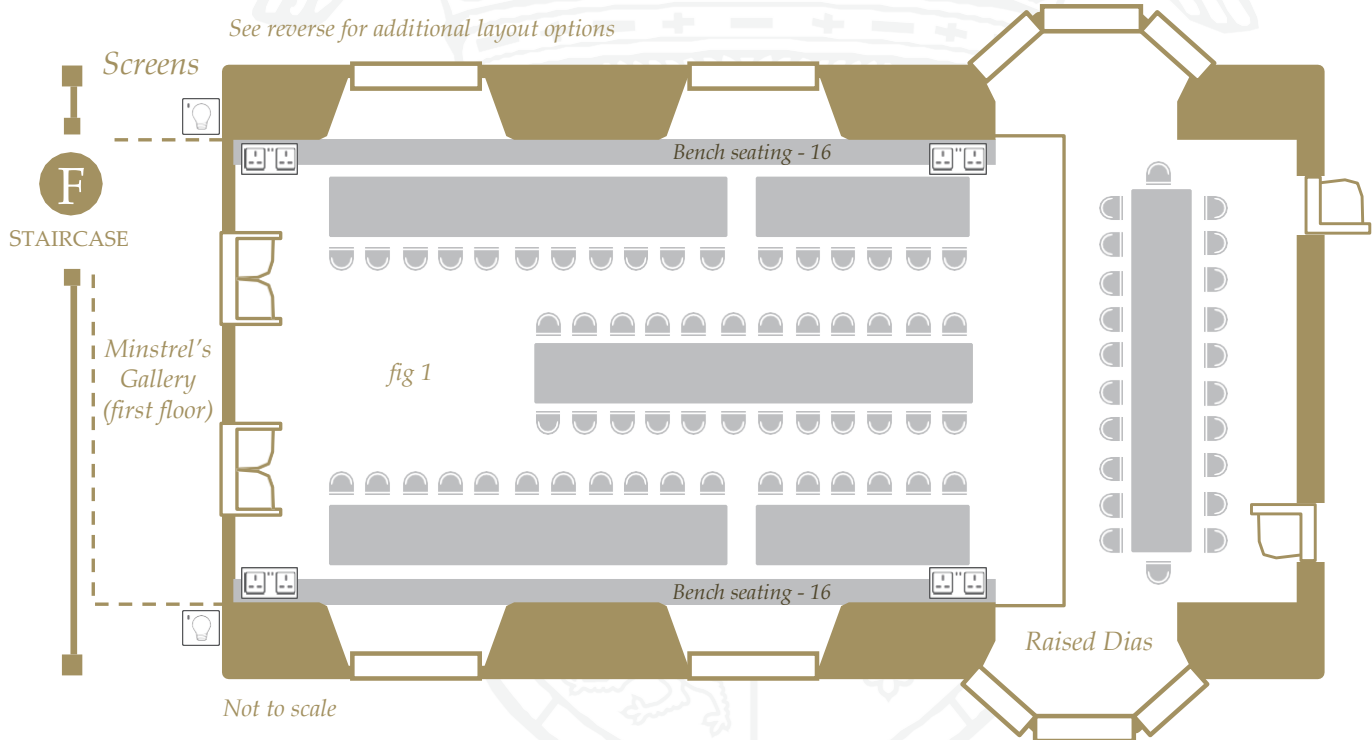 See reverse for additional layout options
Screens
Bench seating - 16
F
STAIRCASE
Minstrel's
Gallery
(first floor)
fig 1
Bench seating - 16
Raised Dias
Not to scale